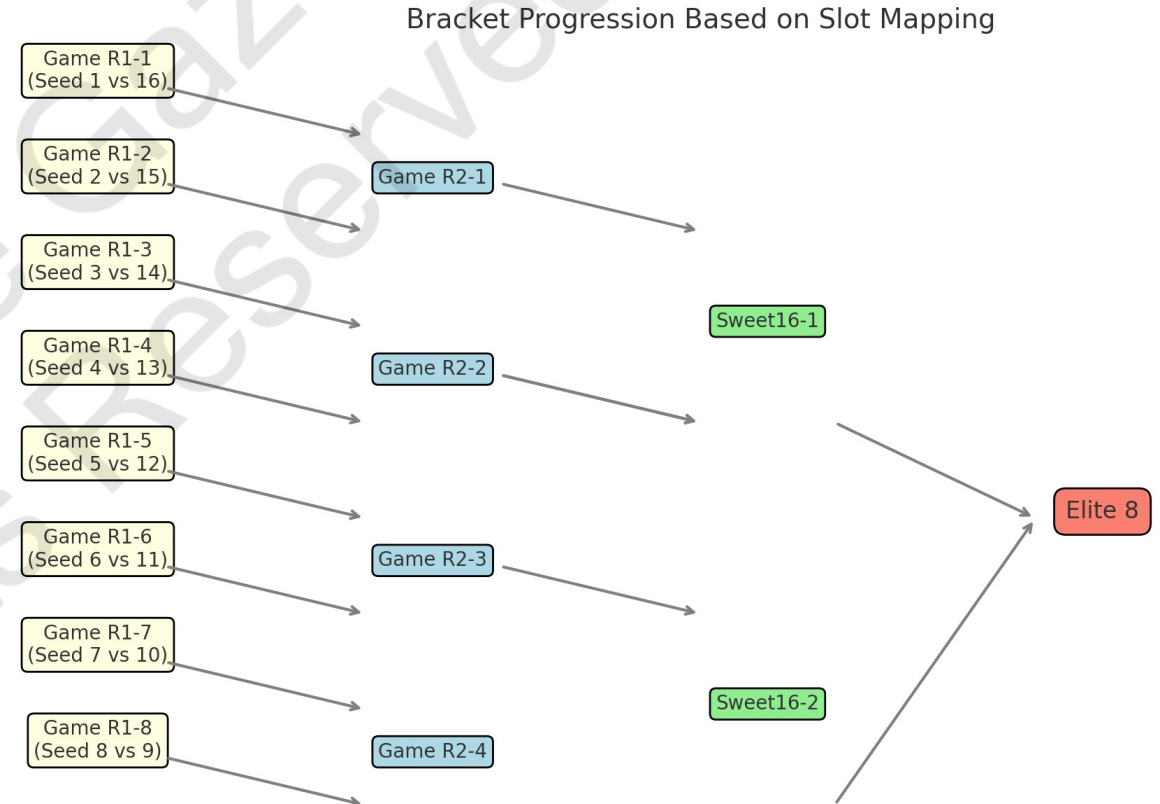 Bracket Progression Based on Slot Mapping
Game R1-1
(Seed 1 vs 16)
Game R1-2
(Seed 2 vs 15)
Game R2-1
Game R1-3
(Seed 3 vs 14)
Sweet16-1
Game R1-4
(Seed 4 vs 13)
Game R2-2
Game R1-5
(Seed 5 vs 12)
Elite 8
Game R1-6
(Seed 6 vs 11)
Game R2-3
Game R1-7
(Seed 7 vs 10)
Sweet16-2
Game R1-8
(Seed 8 vs 9)
Game R2-4